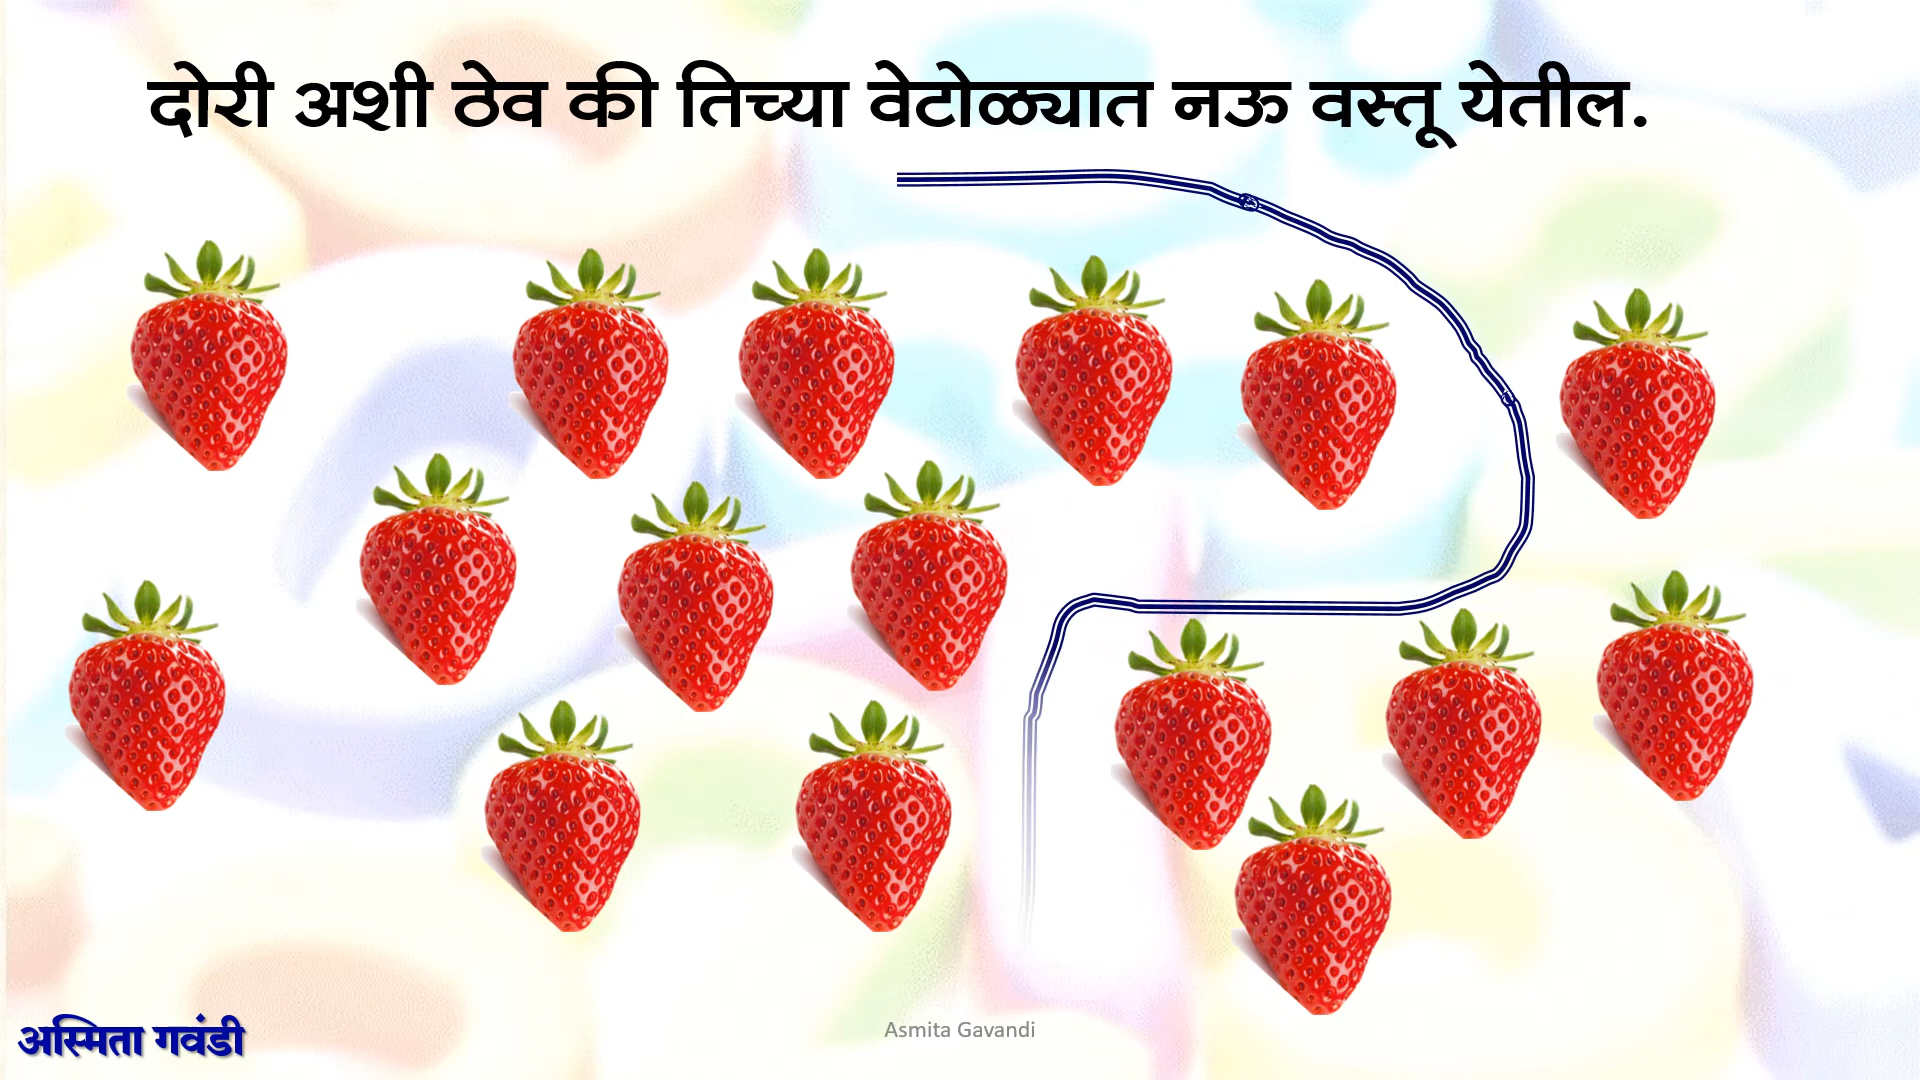 दोरी अशी ठेव की तिच्या वेटोळ्यात नऊ वस्तू येतील.
अस्मिता गवंडी
Asmita Gavandi